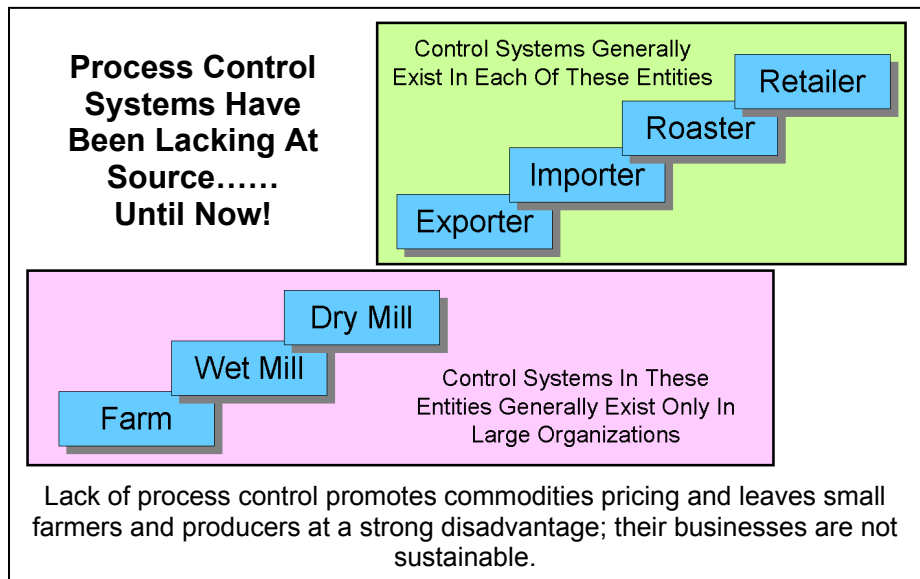 Process Control
Systems Have
Been Lacking At
Source......
Until Now!
Control Systems Generally
Exist In Each Of These Entities
Retailer
Roaster
Importer
Exporter
Dry Mill
Wet Mill
Farm
Control Systems In These
Entities Generally Exist Only In
Large Organizations
Lack of process control promotes commodities pricing and leaves small
farmers and producers at a strong disadvantage; their businesses are not
sustainable.